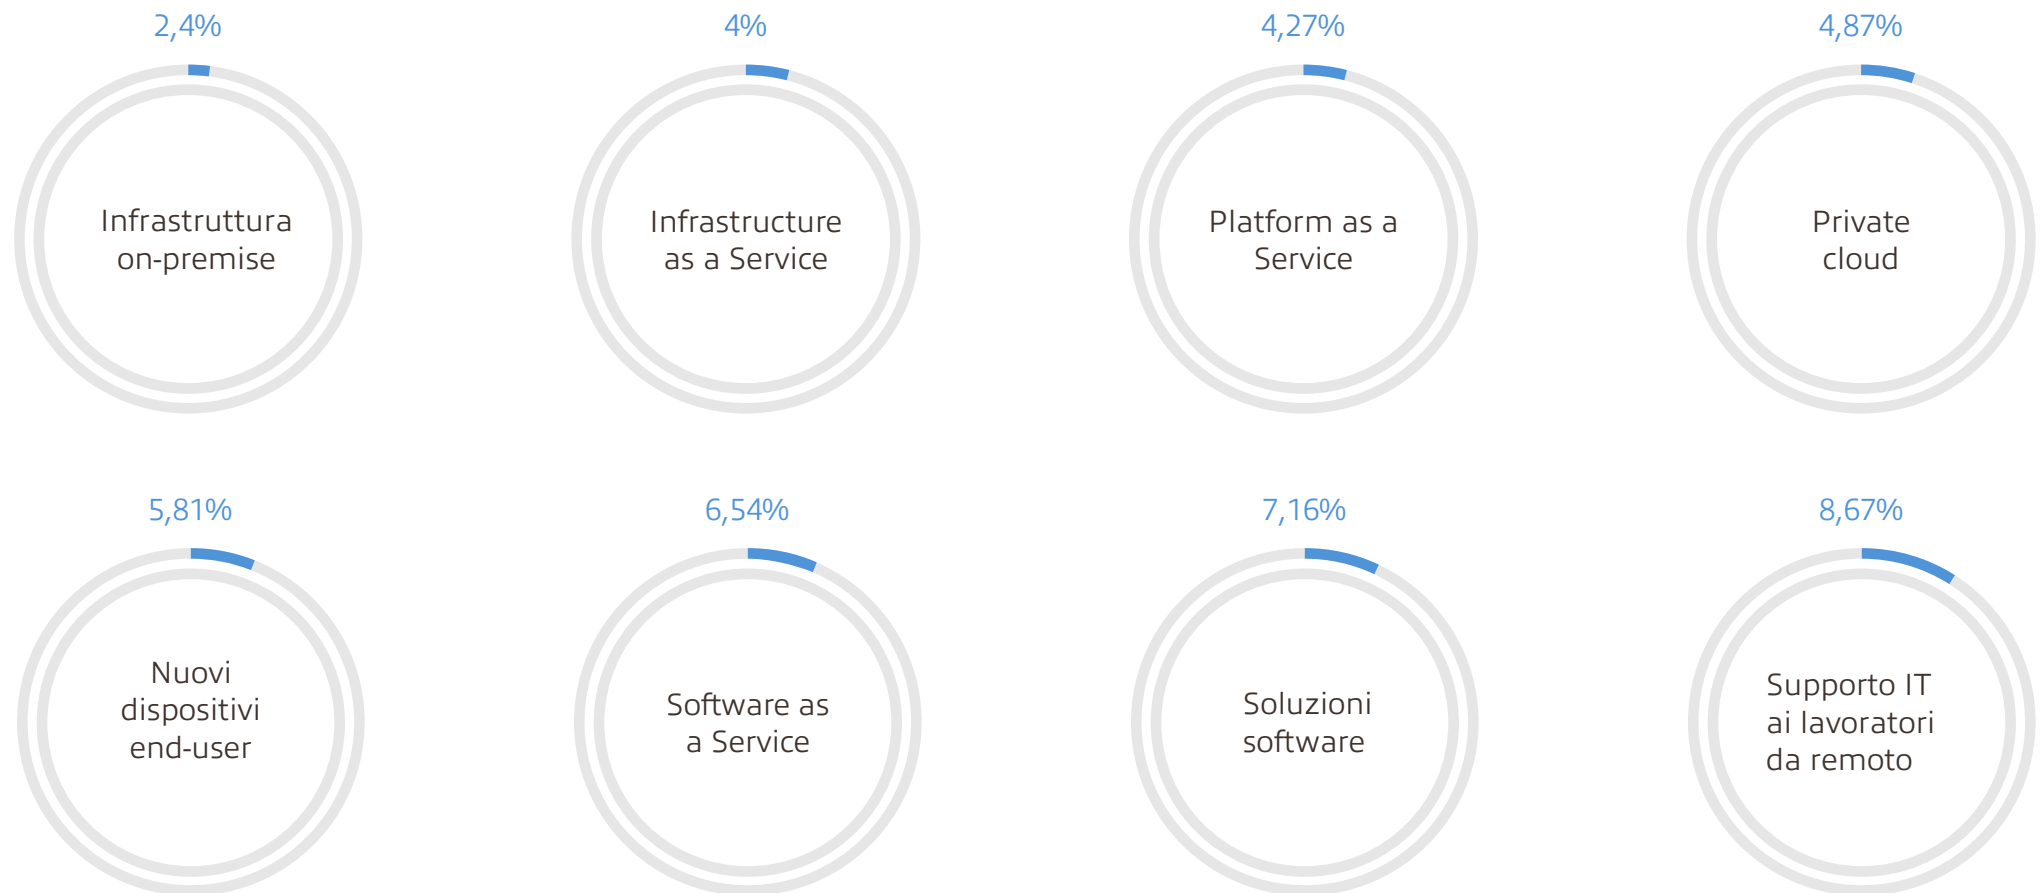 2,4%
4%
4,27%
4,87%
Infrastruttura
on-premise
Infrastructure
as a Service
Platform as a
Service
Private
cloud
5,81%
6,54%
7,16%
8,67%
Nuovi
dispositivi
end-user
Software as
a Service
Soluzioni
software
Supporto IT
ai lavoratori
da remoto